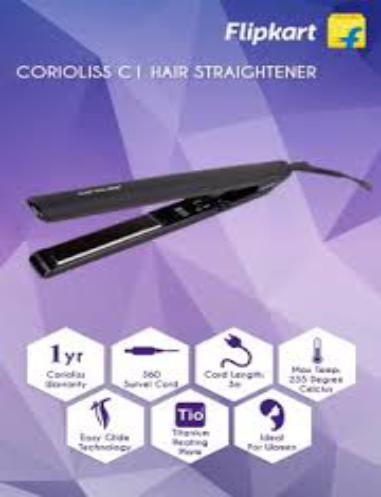 Flipkart
CORIOLISS C1 HAIR STRAIGHTENER
1yr
Corioliss
Warranty
360
Swivel Cord
Cord Length:
Max Temp:
235 Degree
Celcius
Easy Glide
Technology
Tio
Titanium
Heating
Plate
Ideal
For Women